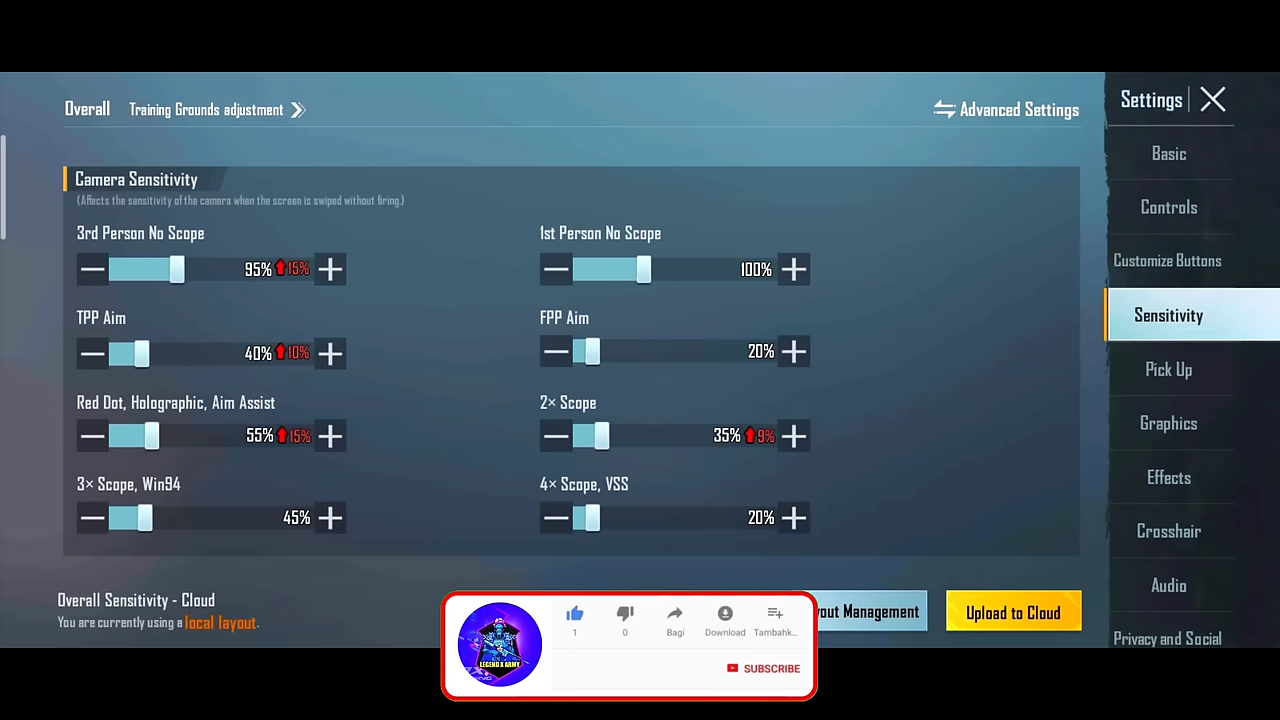 Overall Training Grounds adjustment
Advanced Settings
Settings
Camera Sensitivity
(Affects the sensitivity of the camera when the screen is swiped without firing.)
3rd Person No Scope
95% 15%
1st Person No Scope
100%
TPP Aim
40% 10%
FPP Aim
20%
Red Dot, Holographic, Aim Assist
55% 15%
2× Scope
35% 9%
3× Scope, Win94
45%
4× Scope, VSS
20%
Overall Sensitivity - Cloud
You are currently using a local layout.
out Management
Upload to Cloud
Basic
Controls
Customize Buttons
Sensitivity
Pick Up
Graphics
Effects
Crosshair
Audio
Privacy and Social
LEGEND X ARMY
1
0
Bagi
Download
Tambahk...
SUBSCRIBE